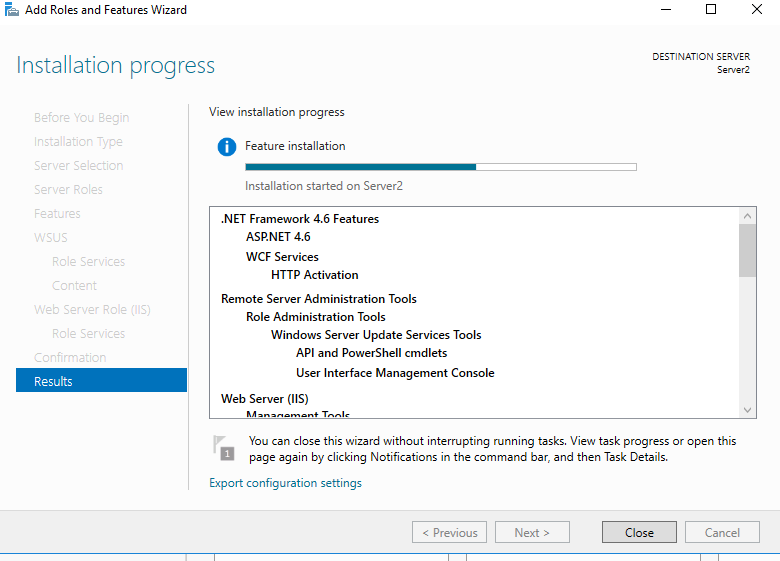 Add Roles and Features Wizard
Installation progress
DESTINATION SERVER
Server2
Before You Begin
Installation Type
Server Selection
Server Roles
Features
WSUS
Role Services
Content
Web Server Role (IIS)
Role Services
Confirmation
Results
View installation progress
Feature installation
Installation started on Server2
.NET Framework 4.6 Features
ASP.NET 4.6
WCF Services
HTTP Activation
Remote Server Administration Tools
Role Administration Tools
Windows Server Update Services Tools
API and PowerShell cmdlets
User Interface Management Console
Web Server (IIS)
Management Tools
1
You can close this wizard without interrupting running tasks. View task progress or open this
page again by clicking Notifications in the command bar, and then Task Details.
Export configuration settings
< Previous
Next >
Close
Cancel